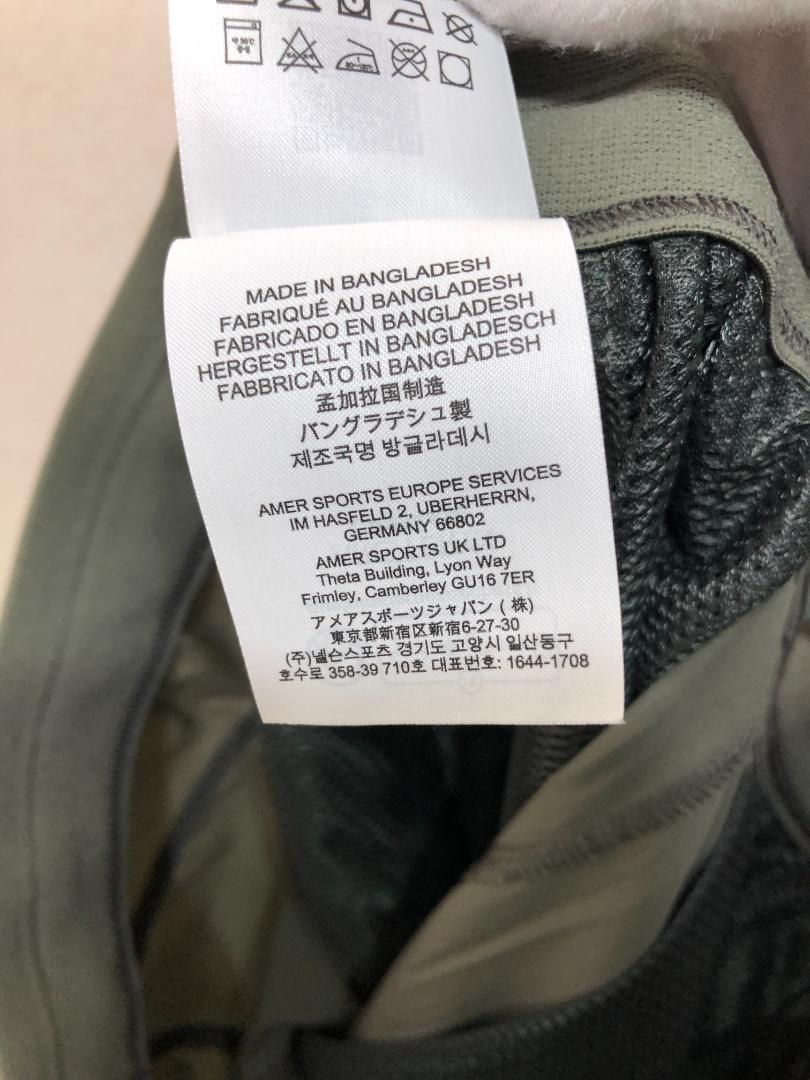 MADE IN BANGLADESH
FABRIQUÉ AU BANGLADESH
FABRICADO EN BANGLADESH
HERGESTELLT IN BANGLADESCH
FABBRICATO IN BANGLADESH
孟加拉国制造
バングラデシュ製
제조국명 방글라데시
AMER SPORTS EUROPE SERVICES
IM HASFELD 2, UBERHERRN,
GERMANY 66802
AMER SPORTS UK LTD
Theta Building, Lyon Way
Frimley, Camberley GU16 7ER
アメアスポーツジャパン (株)
東京都新宿区新宿6-27-30
(주)넬슨스포츠 경기도 고양시 일산동구
호수로 358-39 710호 대표번호: 1644-1708